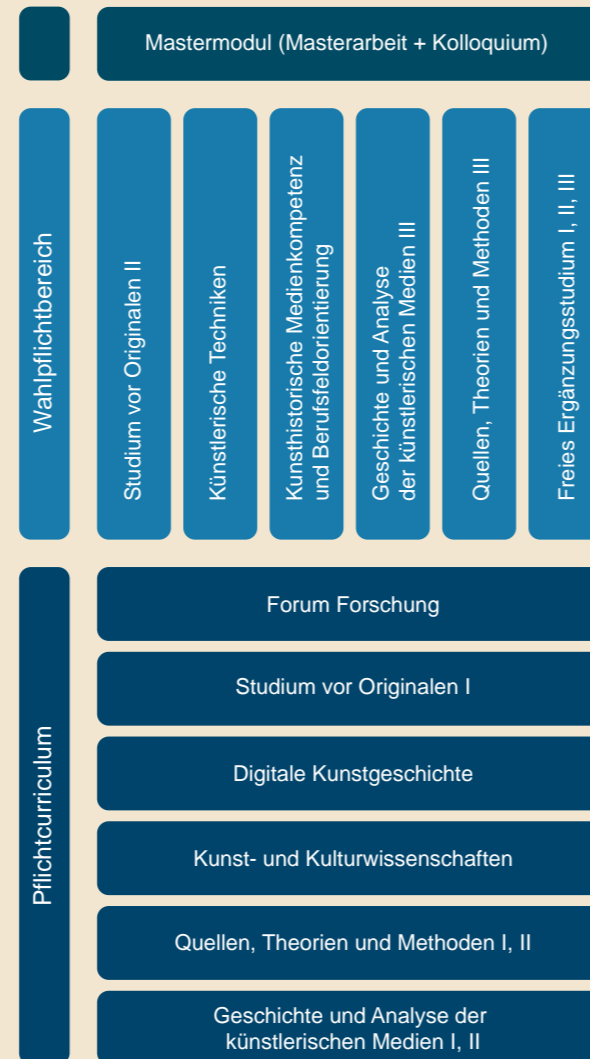 Mastermodul (Masterarbeit + Kolloquium)
Wahlpflichtbereich
Studium vor Originalen II
Künstlerische Techniken
Kunsthistorische Medienkompetenz
und Berufsfeldorientierung
Geschichte und Analyse
der künstlerischen Medien III
Quellen, Theorien und Methoden III
Freies Ergänzungsstudium I, II, III
Pflichtcurriculum
Forum Forschung
Studium vor Originalen I
Digitale Kunstgeschichte
Kunst- und Kulturwissenschaften
Quellen, Theorien und Methoden I, II
Geschichte und Analyse der
künstlerischen Medien I, II